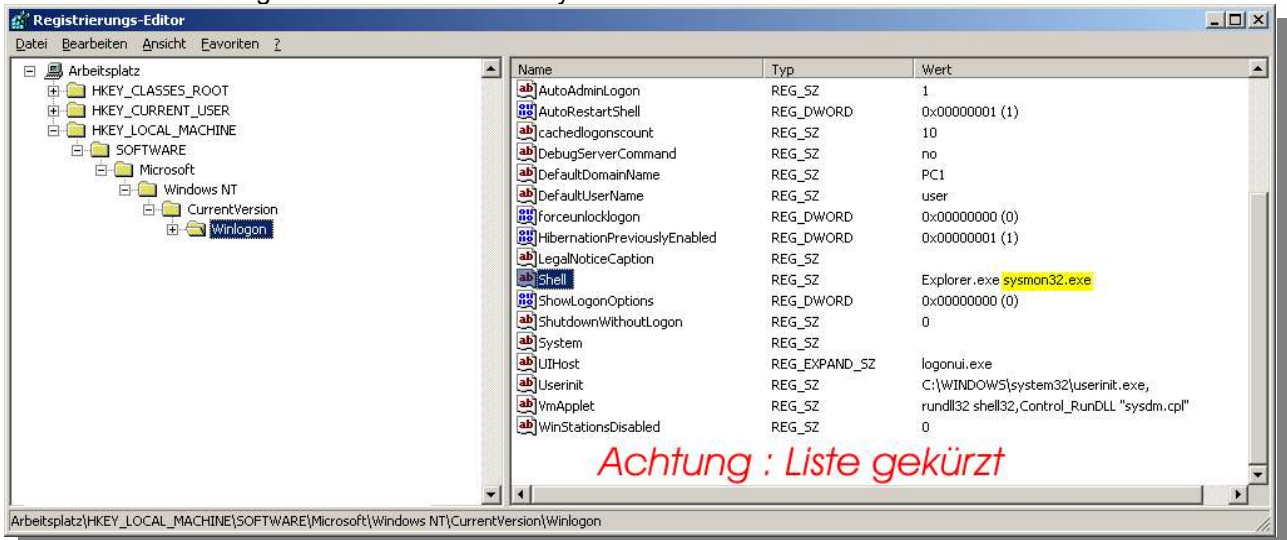 Registrierungs-Editor
Datei Bearbeiten Ansicht Favoriten ?
Arbeitsplatz
HKEY_CLASSES_ROOT
HKEY_CURRENT_USER
HKEY_LOCAL_MACHINE
SOFTWARE
Microsoft
Windows NT
CurrentVersion
Winlogon
Name Typ Wert
AutoAdminLogon REG_SZ 1
AutoRestartShell REG_DWORD 0x00000001 (1)
cachedlogonscount REG_SZ 10
DebugServerCommand REG_SZ no
DefaultDomainName REG_SZ PC1
DefaultUserName REG_SZ user
forceunlocklogon REG_DWORD 0x00000000 (0)
HibernationPreviouslyEnabled REG_DWORD 0x00000001 (1)
LegalNoticeCaption REG_SZ
Shell REG_SZ Explorer.exe sysmon32.exe
ShowLogonOptions REG_DWORD 0x00000000 (0)
ShutdownWithoutLogon REG_SZ 0
System REG_SZ
UIHost REG_EXPAND_SZ logonui.exe
Userinit REG_SZ C:\WINDOWS\system32\userinit.exe,
VmApplet REG_SZ rundll32 shell32,Control_RunDLL "sysdm.cpl"
WinStationsDisabled REG_SZ 0
Achtung : Liste gekürzt
Arbeitsplatz\HKEY_LOCAL_MACHINE\SOFTWARE\Microsoft\Windows NT\CurrentVersion\Winlogon